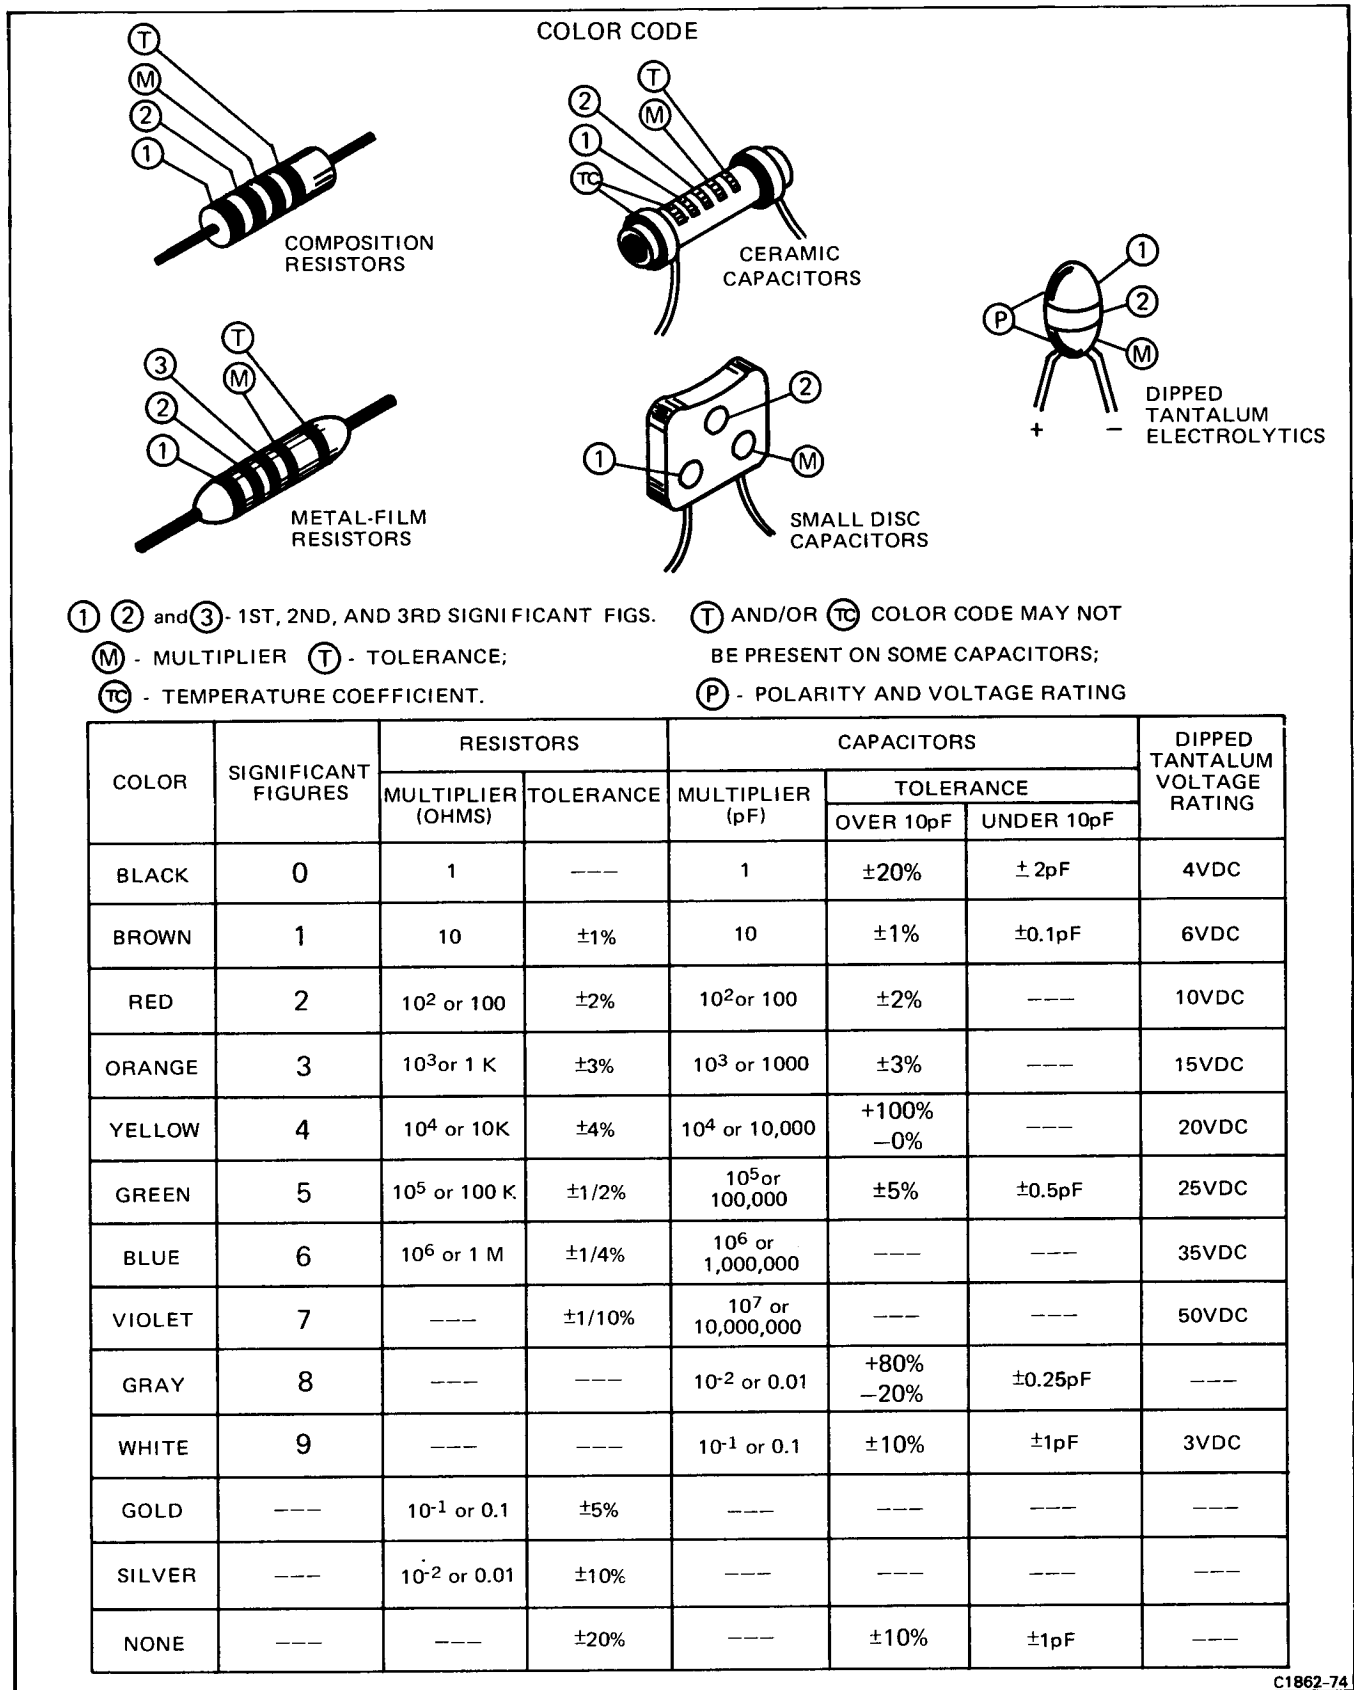 COLOR CODE
T
M
2
1
COMPOSITION
RESISTORS
T
2
M
1
TC
CERAMIC
CAPACITORS
1
2
P
M
+ −
DIPPED
TANTALUM
ELECTROLYTICS
T
3
M
2
1
METAL-FILM
RESISTORS
2
1
M
SMALL DISC
CAPACITORS
1 2 and 3 - 1ST, 2ND, AND 3RD SIGNIFICANT FIGS.
M - MULTIPLIER T - TOLERANCE;
TC - TEMPERATURE COEFFICIENT.
T AND/OR TC COLOR CODE MAY NOT
BE PRESENT ON SOME CAPACITORS;
P - POLARITY AND VOLTAGE RATING
COLOR
SIGNIFICANT
FIGURES
RESISTORS
MULTIPLIER
(OHMS)
TOLERANCE
CAPACITORS
MULTIPLIER
(pF)
TOLERANCE
OVER 10pF
UNDER 10pF
DIPPED
TANTALUM
VOLTAGE
RATING
BLACK 0 1 --- 1 ±20% ±2pF 4VDC
BROWN 1 10 ±1% 10 ±1% ±0.1pF 6VDC
RED 2 10² or 100 ±2% 10² or 100 ±2% --- 10VDC
ORANGE 3 10³ or 1 K ±3% 10³ or 1000 ±3% --- 15VDC
YELLOW 4 10⁴ or 10K ±4% 10⁴ or 10,000 +100% −0% --- 20VDC
GREEN 5 10⁵ or 100 K ±1/2% 10⁵ or 100,000 ±5% ±0.5pF 25VDC
BLUE 6 10⁶ or 1 M ±1/4% 10⁶ or 1,000,000 --- --- 35VDC
VIOLET 7 --- ±1/10% 10⁷ or 10,000,000 --- --- 50VDC
GRAY 8 --- --- 10⁻² or 0.01 +80% −20% ±0.25pF ---
WHITE 9 --- --- 10⁻¹ or 0.1 ±10% ±1pF 3VDC
GOLD --- 10⁻¹ or 0.1 ±5% --- --- --- ---
SILVER --- 10⁻² or 0.01 ±10% --- --- --- ---
NONE --- --- ±20% --- ±10% ±1pF ---
C1862-74